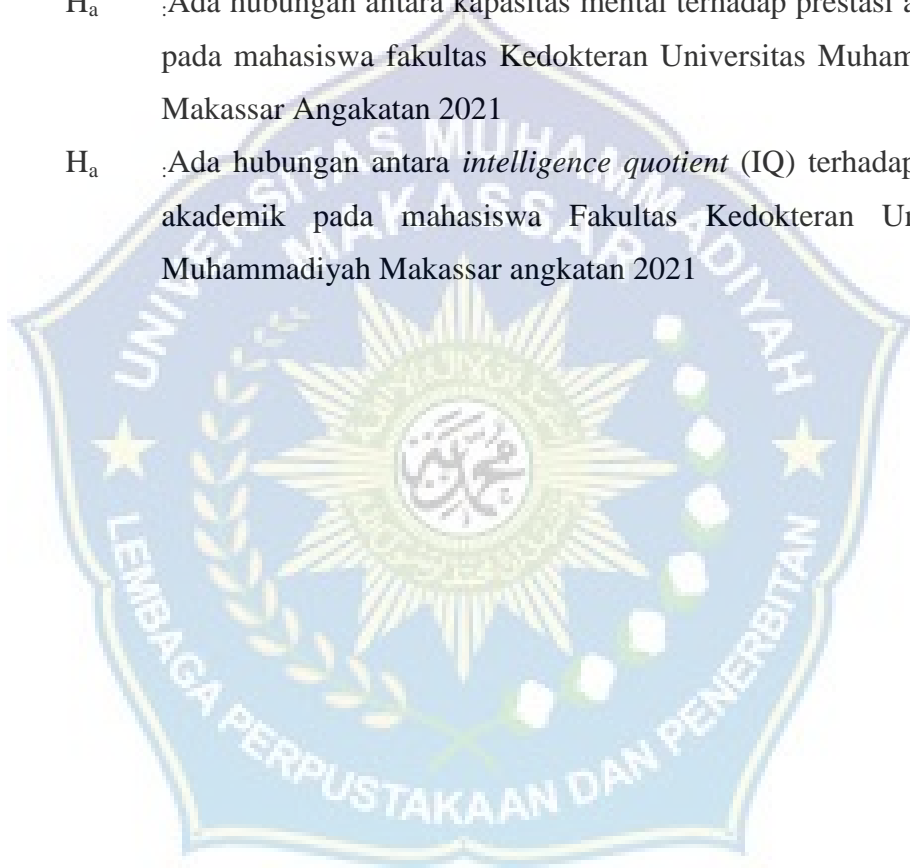 Hₐ :Ada hubungan antara kapasitas mental terhadap prestasi a
pada mahasiswa fakultas Kedokteran Universitas Muham
Makassar Angakatan 2021
Hₐ :Ada hubungan antara intelligence quotient (IQ) terhadap
akademik pada mahasiswa Fakultas Kedokteran Un
Muhammadiyah Makassar angkatan 2021
UNIVERSITAS MUHAMMADIYAH
MAKASSAR
LEMBAGA PERPUSTAKAAN DAN PENERBITAN